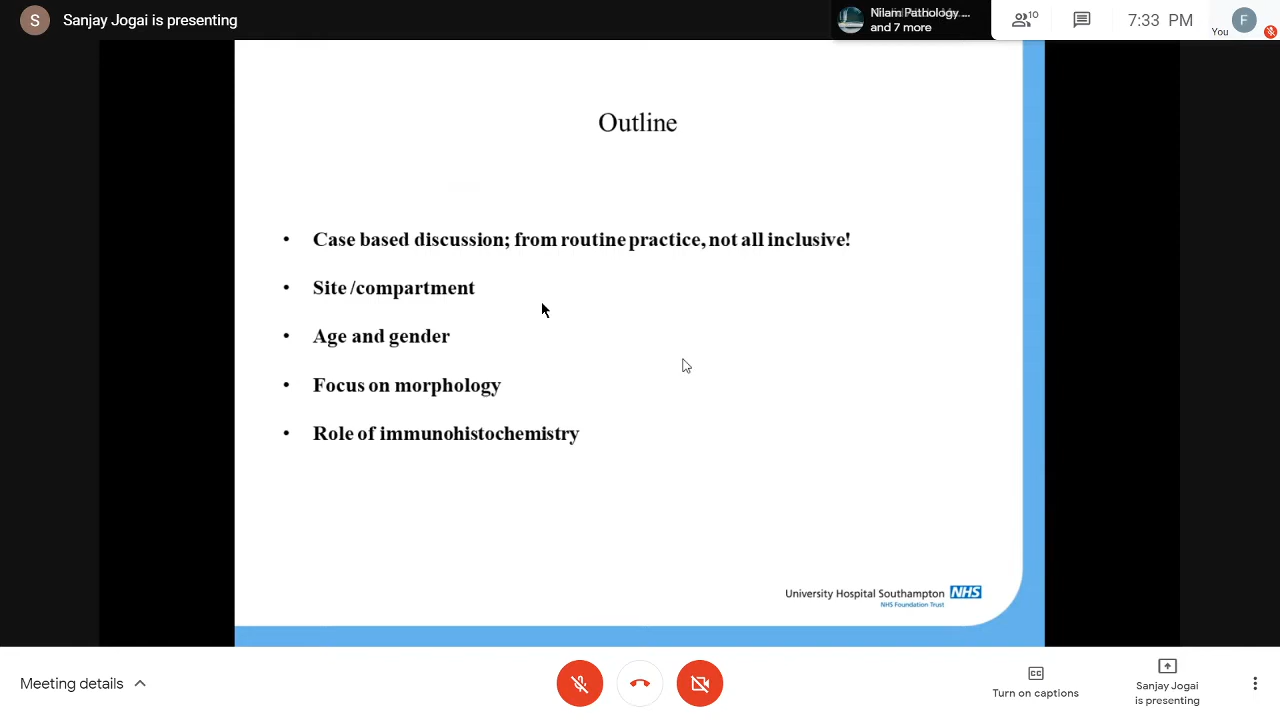 S
Sanjay Jogai is presenting
Nilam Pathology ...
and 7 more
10
7:33 PM
You
F
Outline
• Case based discussion; from routine practice, not all inclusive!
• Site /compartment
• Age and gender
• Focus on morphology
• Role of immunohistochemistry
University Hospital Southampton NHS
NHS Foundation Trust
Meeting details
CC
Turn on captions
Sanjay Jogai
is presenting